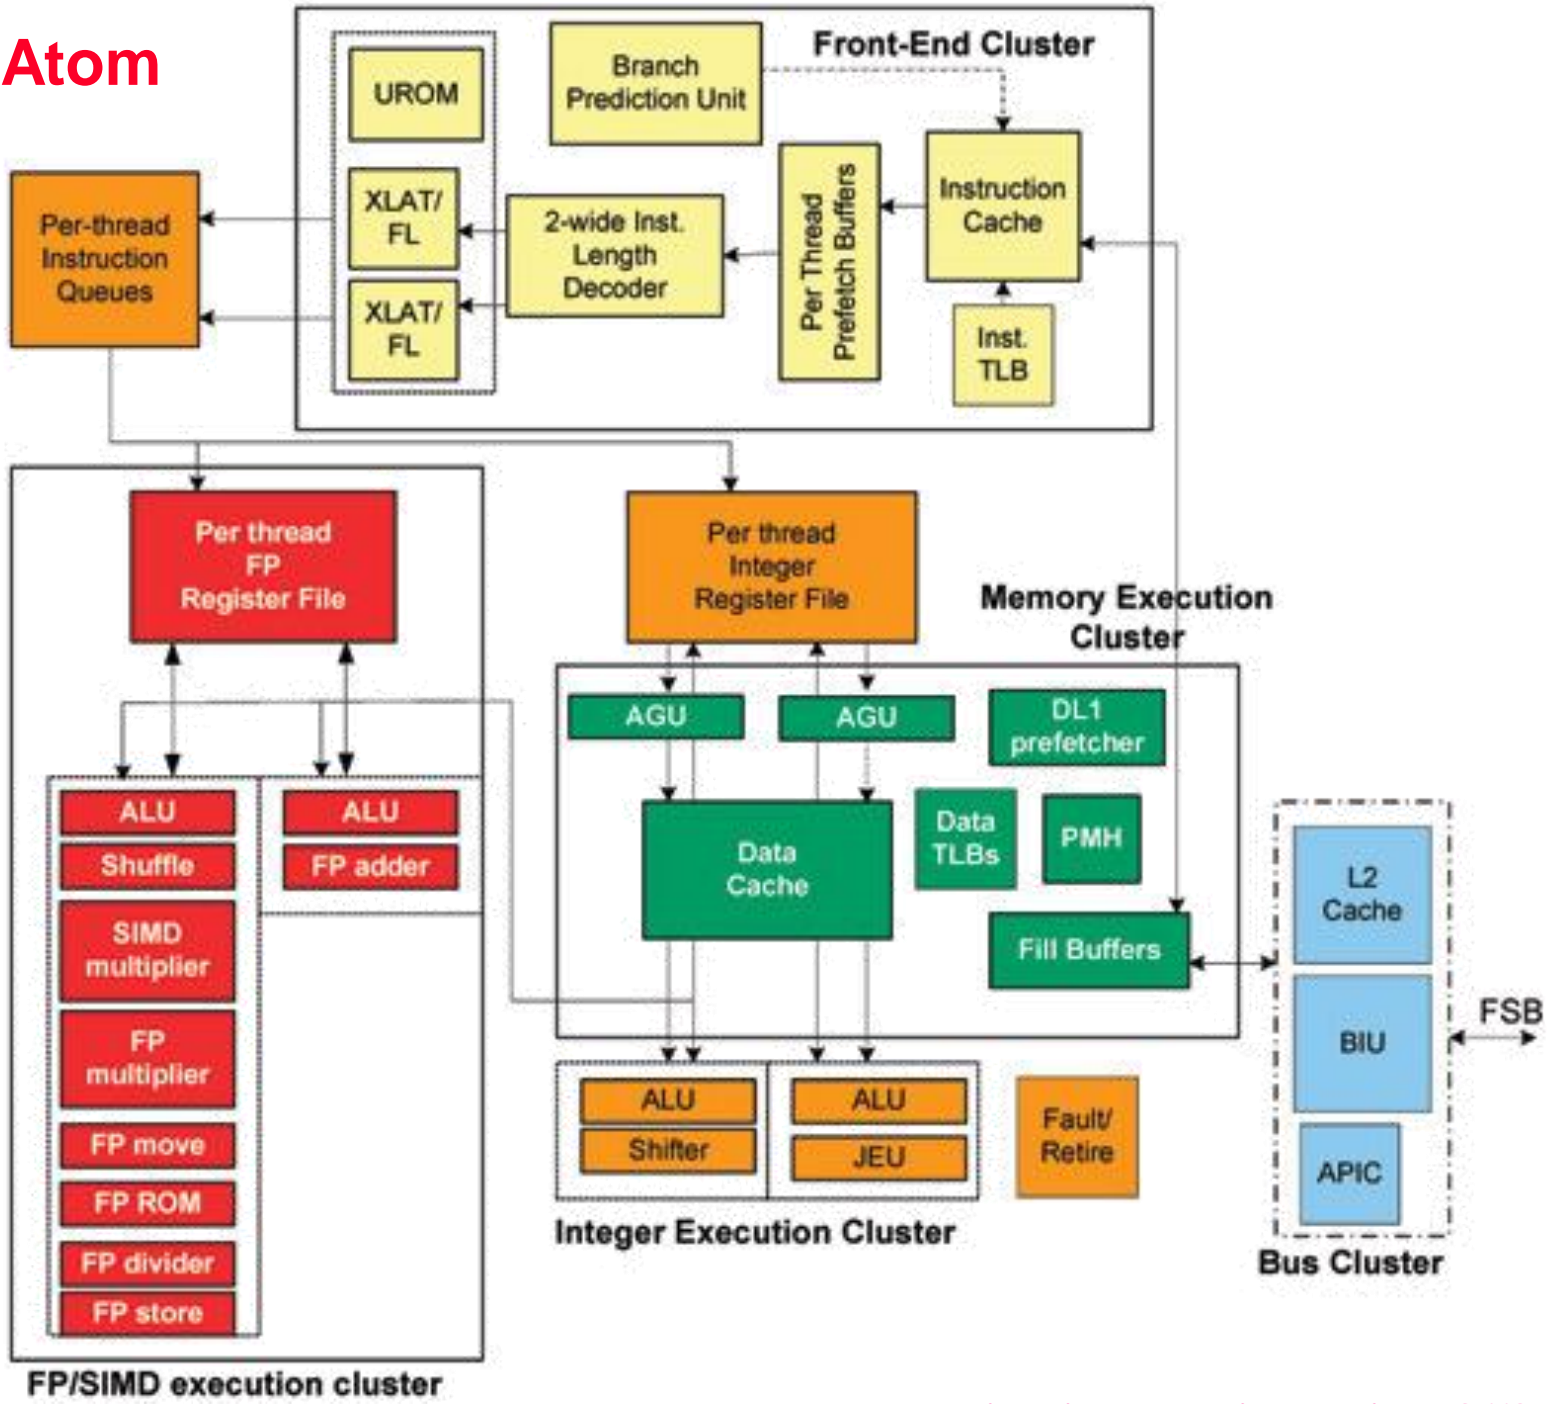 Atom
Front-End Cluster
UROM
Branch
Prediction Unit
Per-thread
Instruction
Queues
XLAT/
FL
2-wide Inst.
Length
Decoder
Per Thread
Prefetch Buffers
Instruction
Cache
XLAT/
FL
Inst.
TLB
Per thread
FP
Register File
Per thread
Integer
Register File
Memory Execution
Cluster
AGU
AGU
DL1
prefetcher
Data
Cache
Data
TLBs
PMH
Fill Buffers
ALU
Shuffle
SIMD
multiplier
FP
multiplier
FP move
FP ROM
FP divider
FP store
ALU
FP adder
FP/SIMD execution cluster
ALU
Shifter
ALU
JEU
Integer Execution Cluster
Fault/
Retire
L2
Cache
BIU
APIC
Bus Cluster
FSB